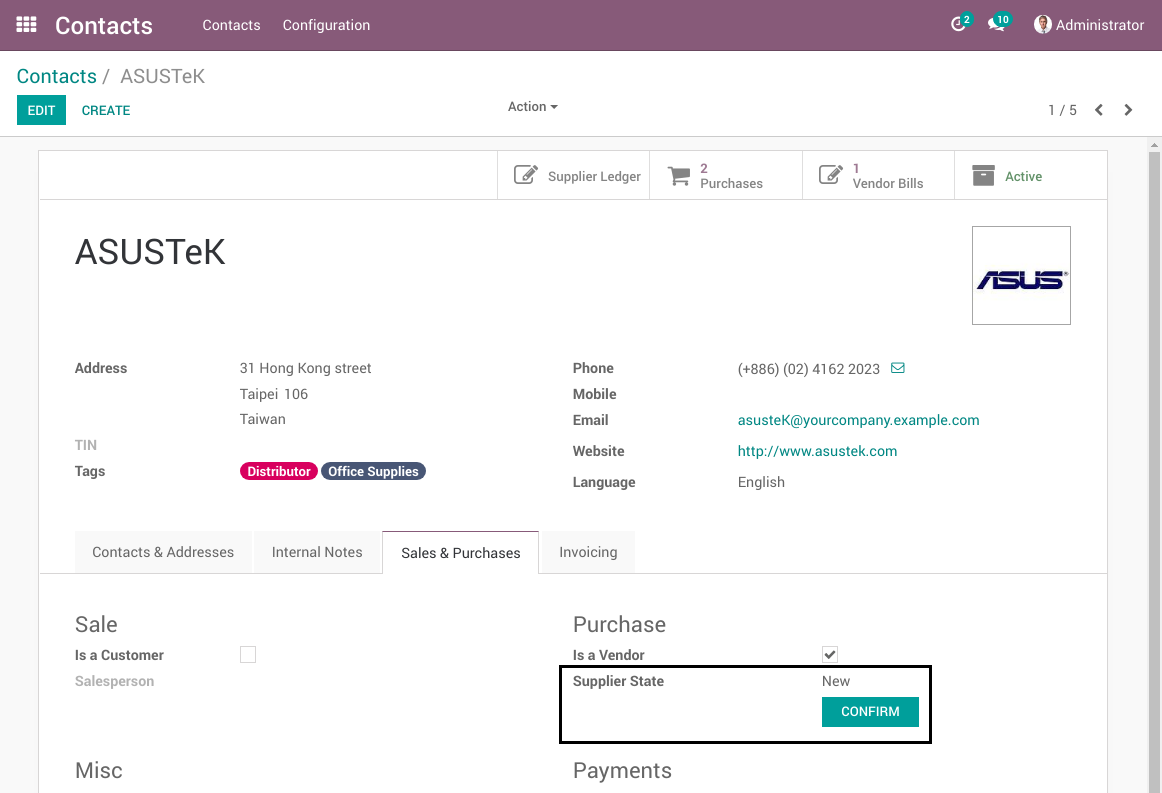 Contacts Contacts Configuration 2 10 Administrator
Contacts / ASUSTeK
EDIT CREATE Action 1 / 5
Supplier Ledger 2 Purchases 1 Vendor Bills Active
ASUSTeK
ASUS®
Address 31 Hong Kong street Phone (+886) (02) 4162 2023
Taipei 106 Mobile
Taiwan Email asusteK@yourcompany.example.com
TIN Website http://www.asustek.com
Tags Distributor Office Supplies Language English
Contacts & Addresses Internal Notes Sales & Purchases Invoicing
Sale Purchase
Is a Customer Is a Vendor
Salesperson Supplier State New
CONFIRM
Misc Payments